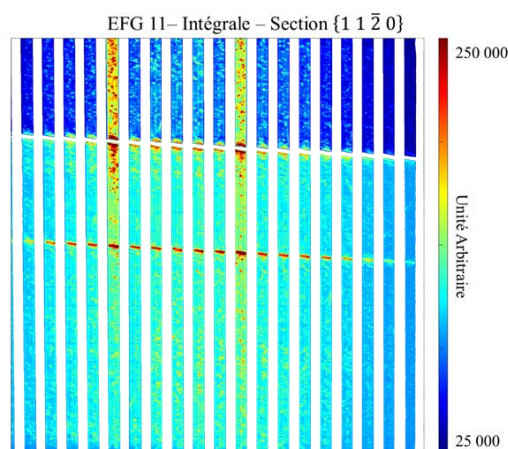 EFG 11– Intégrale – Section {1 1 2̄ 0}
250 000
Unité Arbitraire
25 000